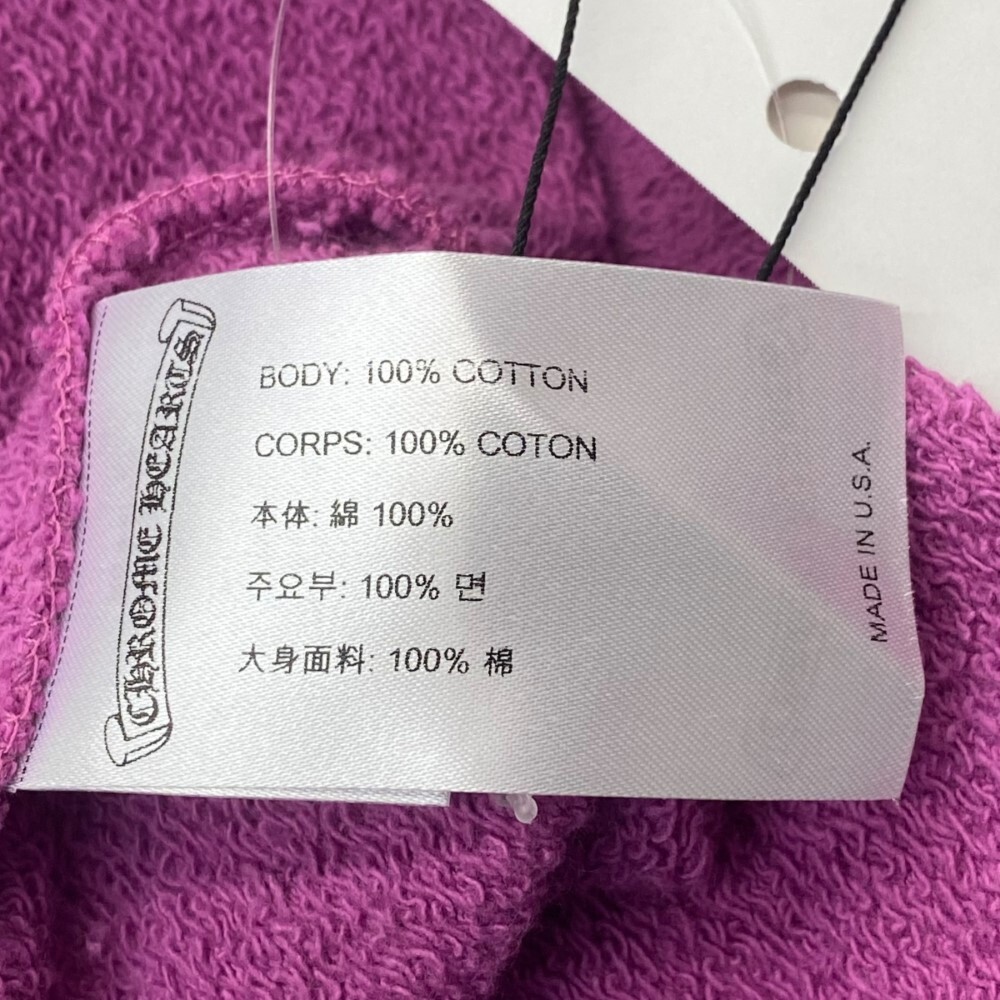 CHROME HEARTS
BODY: 100% COTTON
CORPS: 100% COTON
本体: 綿 100%
주요부: 100% 면
大身面料: 100% 棉
MADE IN U.S.A.